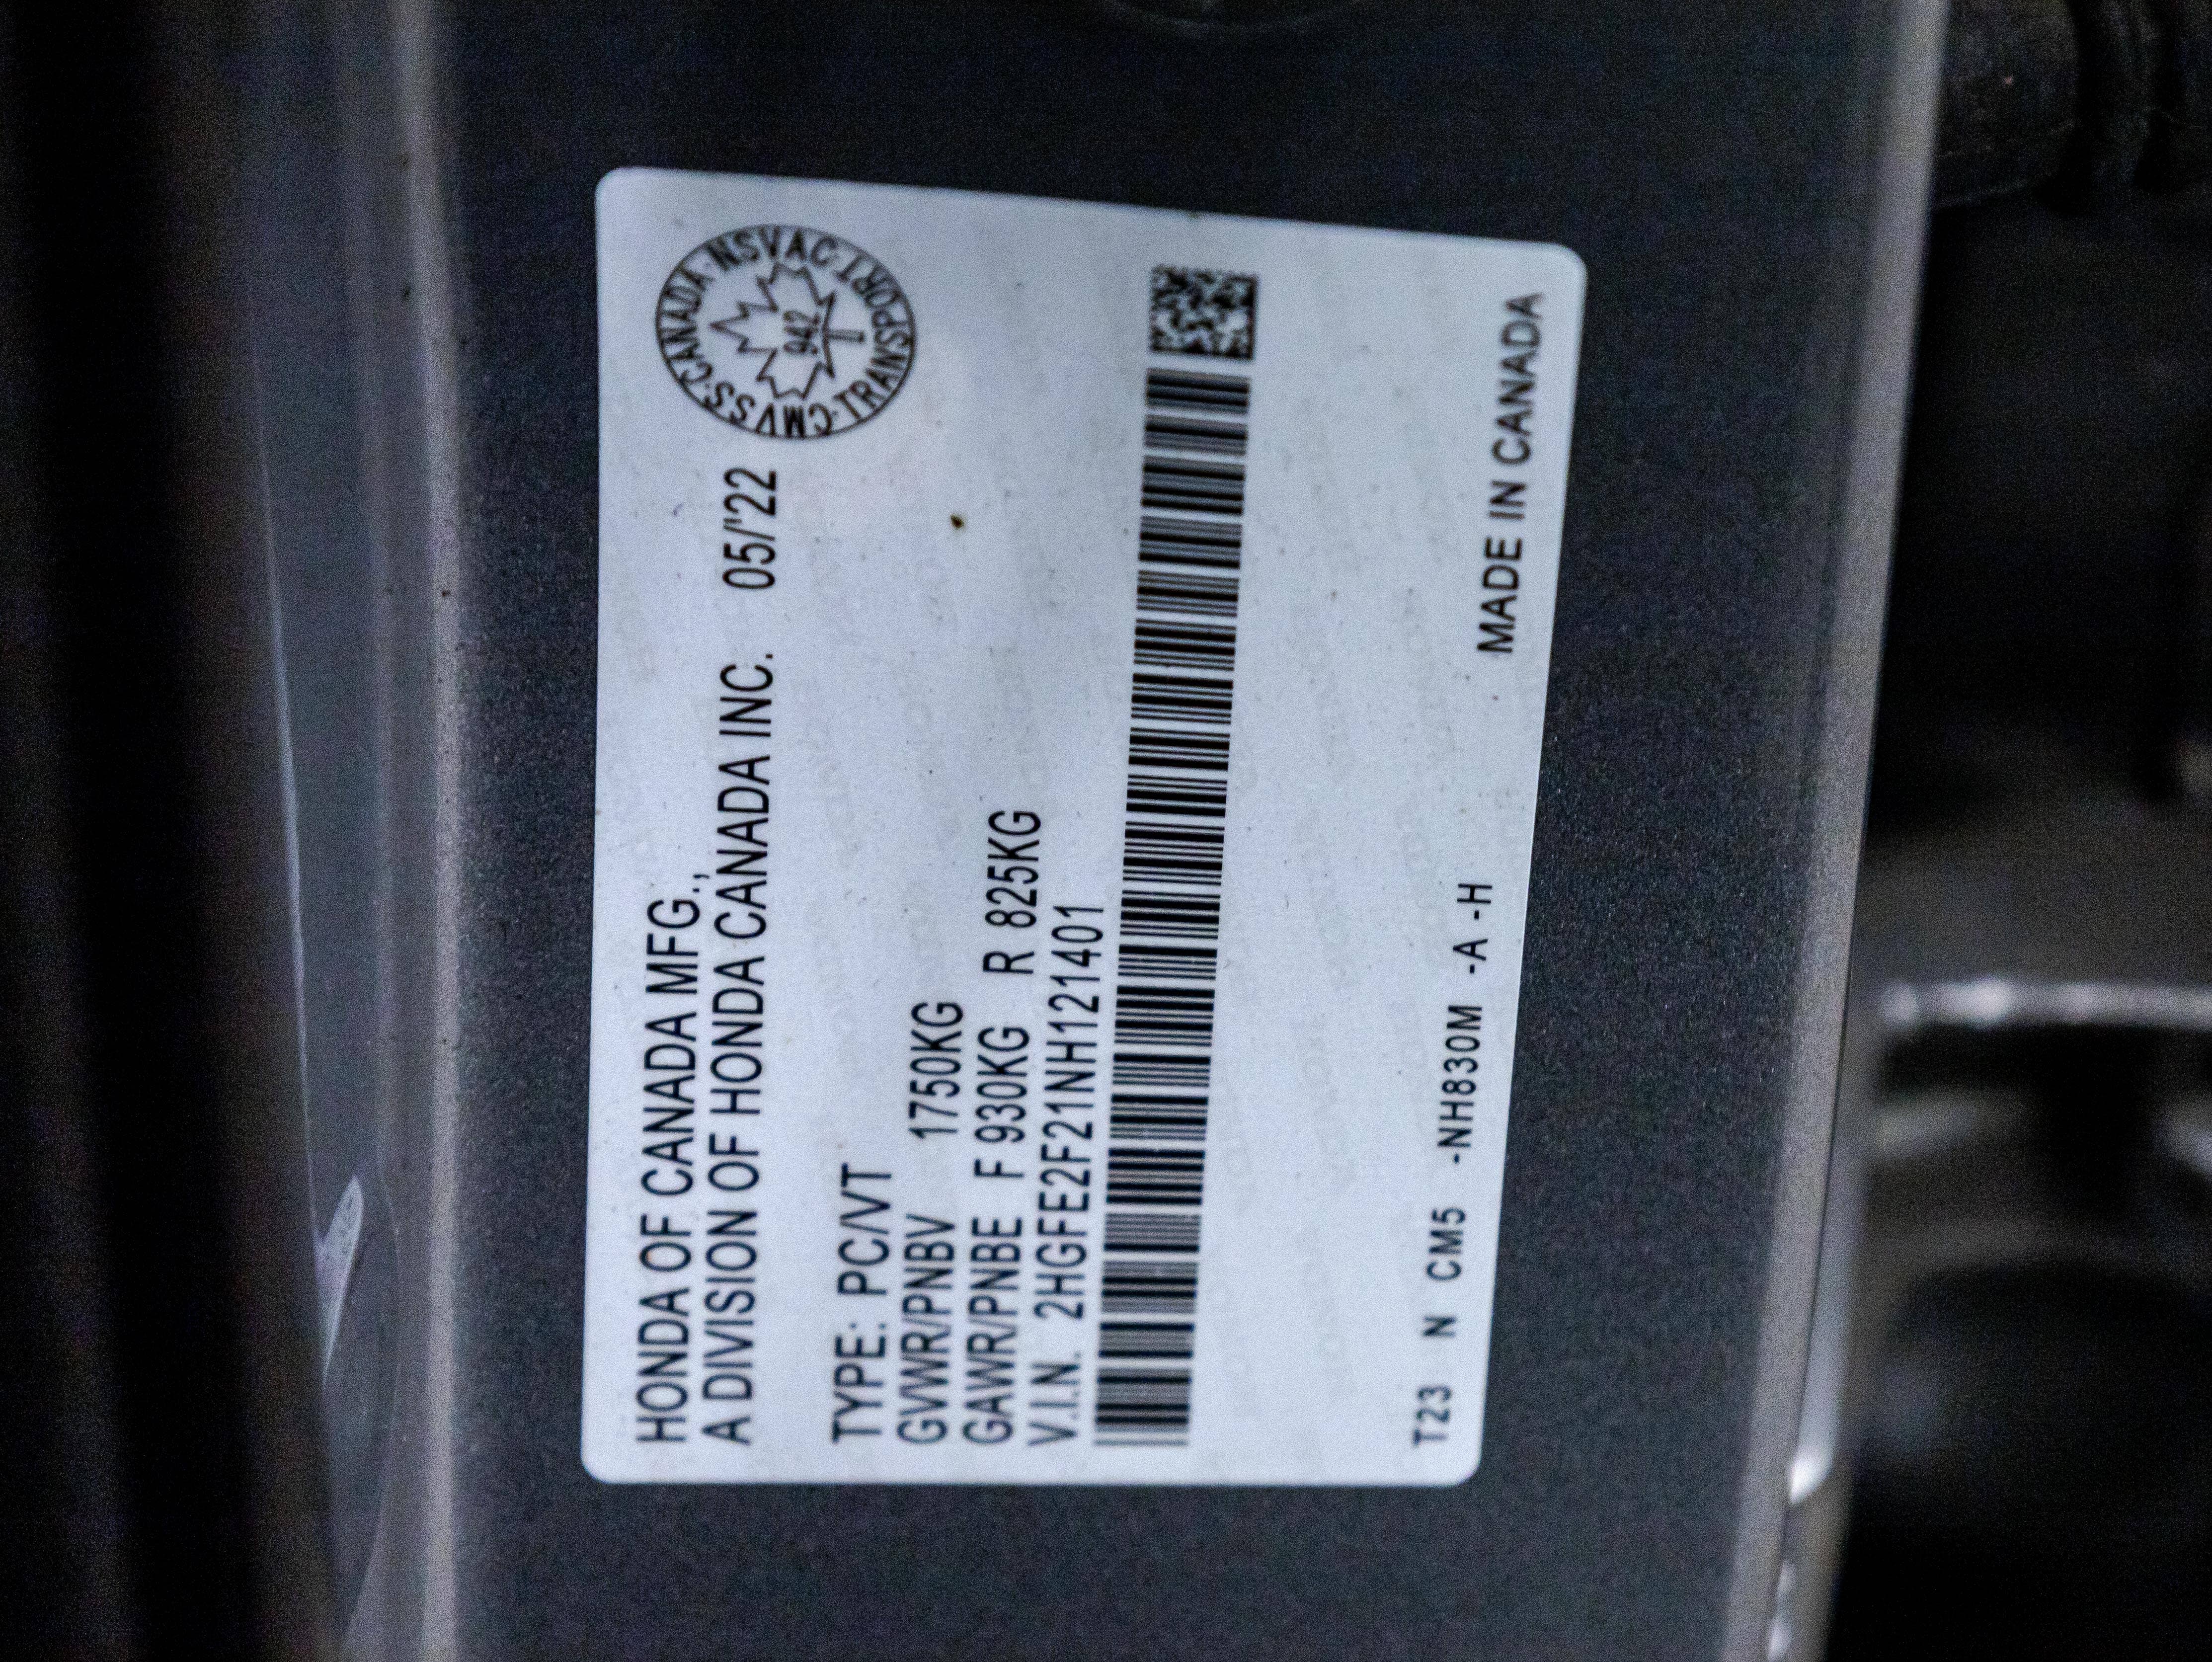 HONDA OF CANADA MFG.,
A DIVISION OF HONDA CANADA INC. 05/'22
CMVSS·CANADA·NSVAC·TRANSPORT·
942
TYPE: PC/VT
GVWR/PNBV 1750KG
GAWR/PNBE F 930KG R 825KG
V.I.N. 2HGFE2F21NH121401
T23 N CM5 -NH830M -A -H MADE IN CANADA